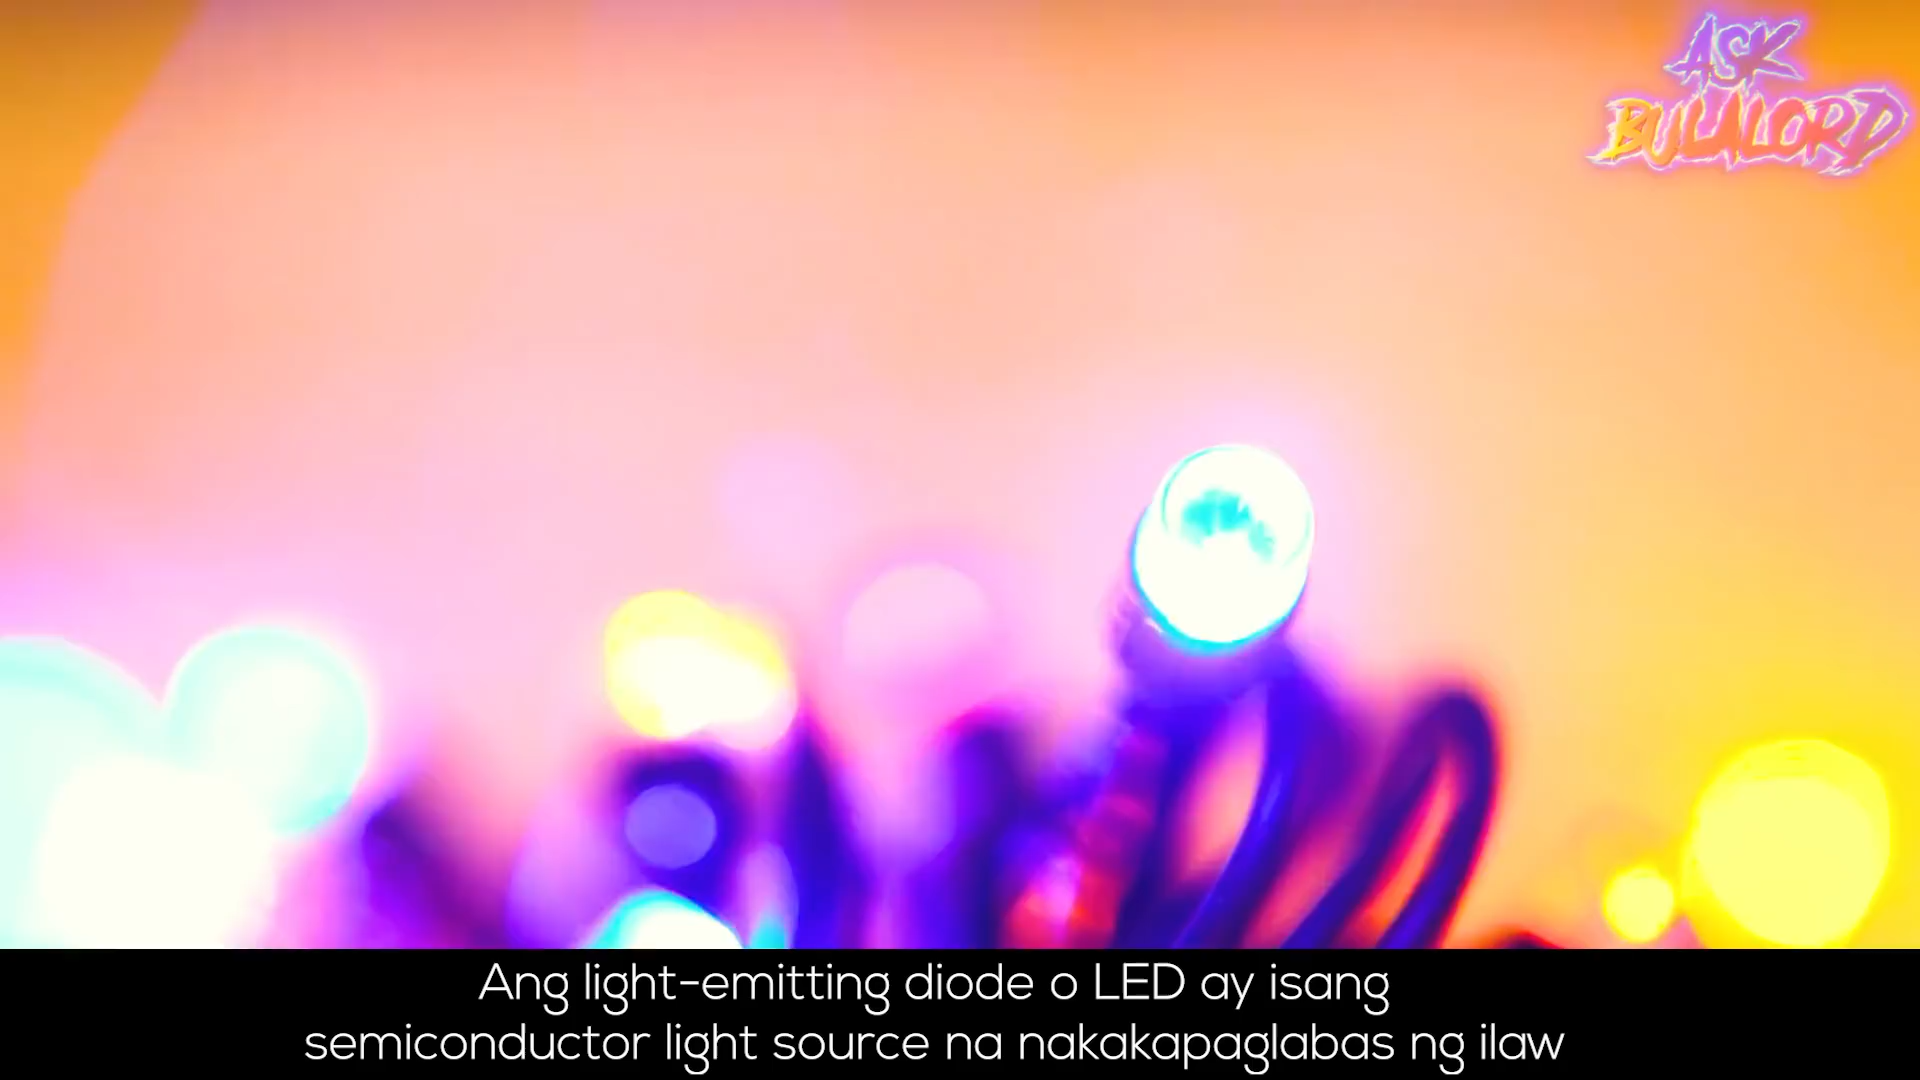 ASK
BULALORD
Ang light-emitting diode o LED ay isang
semiconductor light source na nakakapaglabas ng ilaw